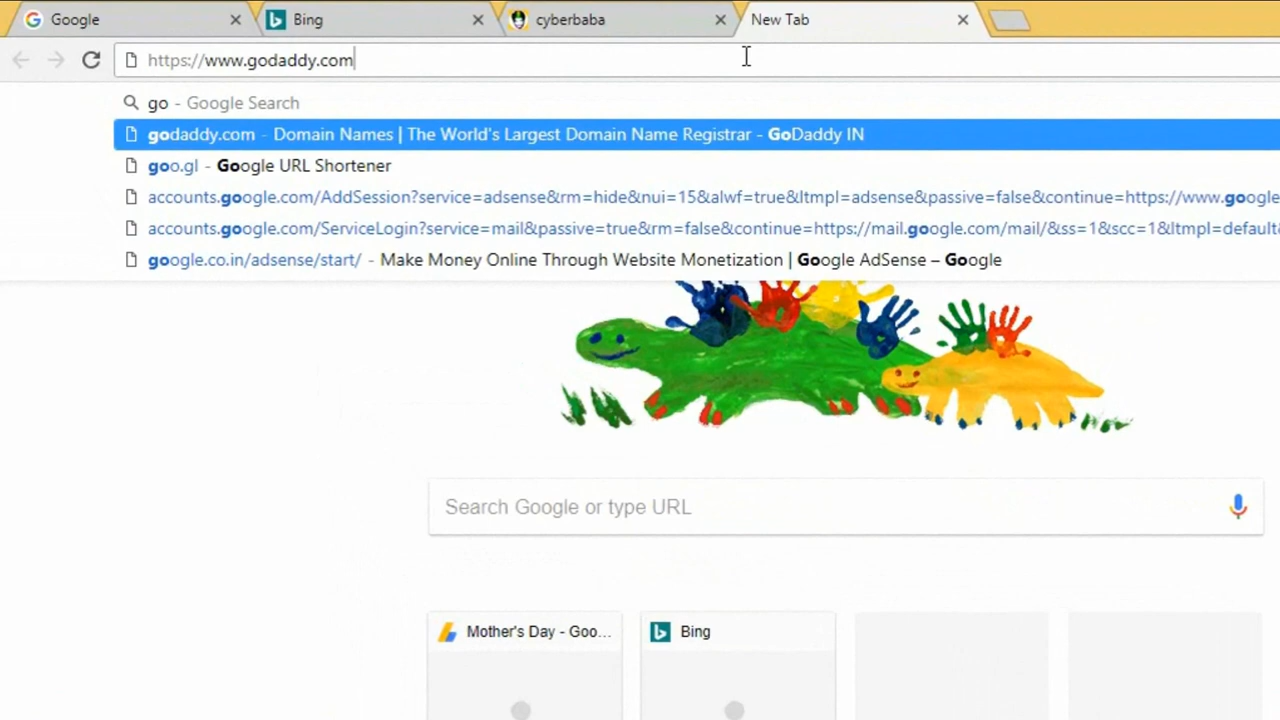 Google
Bing
cyberbaba
New Tab
https://www.godaddy.com
go - Google Search
godaddy.com - Domain Names | The World's Largest Domain Name Registrar - GoDaddy IN
goo.gl - Google URL Shortener
accounts.google.com/AddSession?service=adsense&rm=hide&nui=15&alwf=true&ltmpl=adsense&passive=false&continue=https://www.google
accounts.google.com/ServiceLogin?service=mail&passive=true&rm=false&continue=https://mail.google.com/mail/&ss=1&scc=1&ltmpl=default&
google.co.in/adsense/start/ - Make Money Online Through Website Monetization | Google AdSense – Google
Search Google or type URL
Mother's Day - Goo...
Bing